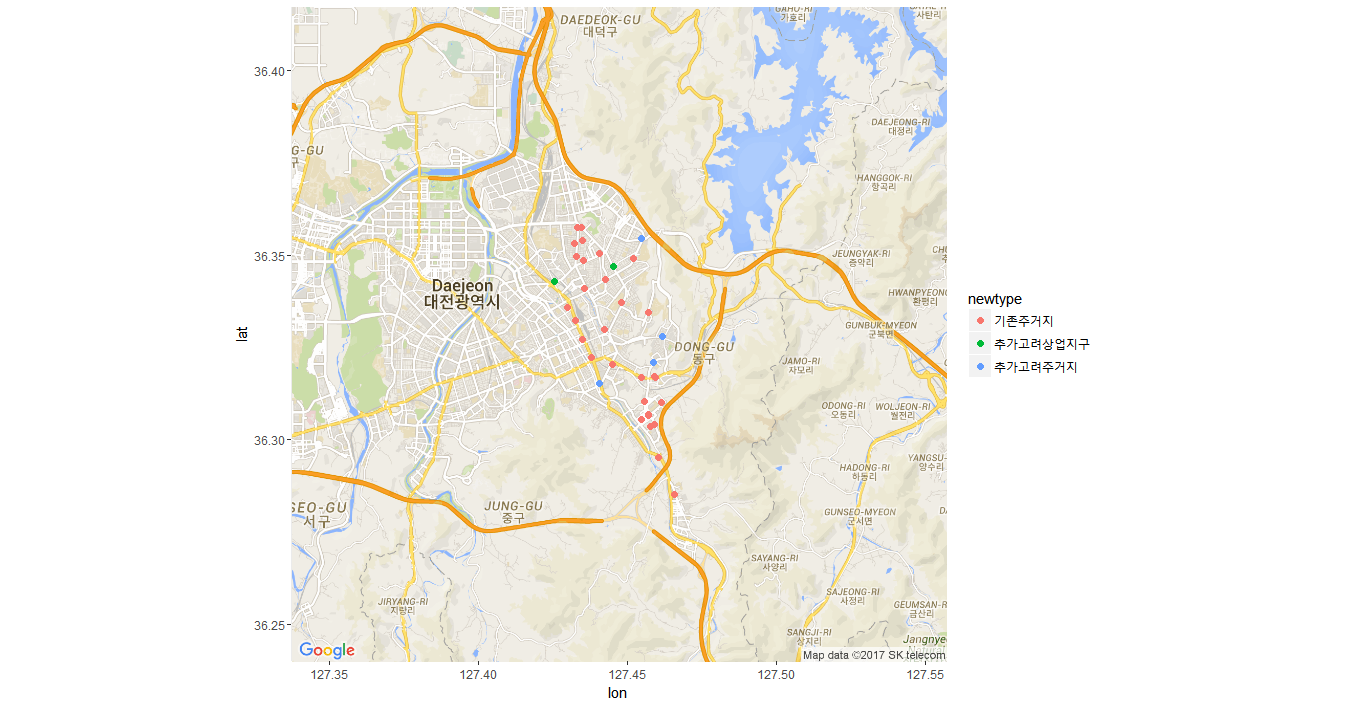 DAEDEOK-GU
대덕구
GAHO-RI
가호리
사탄리
36.40
DAEJEONG-RI
대정리
G-GU
구
HANGGOK-RI
항곡리
36.35
JEUNGYAK-RI
증약리
Daejeon
대전광역시
HWANPYEONG
환평리
GUNBUK-MYEON
군북면
DONG-GU
동구
JAMO-RI
자모리
lat
newtype
기존주거지
추가고려상업지구
추가고려주거지
ODONG-RI
오동리
WOLJEON-RI
월전리
36.30
YANGSU-
양수리
HADONG-RI
하동리
SEO-GU
서구
JUNG-GU
중구
GUNSEO-MYEON
군서면
SAYANG-RI
사양리
JIRYANG-RI
지량리
SAJEONG-RI
사정리
GEUMSAN-R
금산리
36.25
SANGJI-RI
상지리
Jangnye
Google
Map data ©2017 SK telecom
127.35
127.40
127.45
127.50
127.55
lon